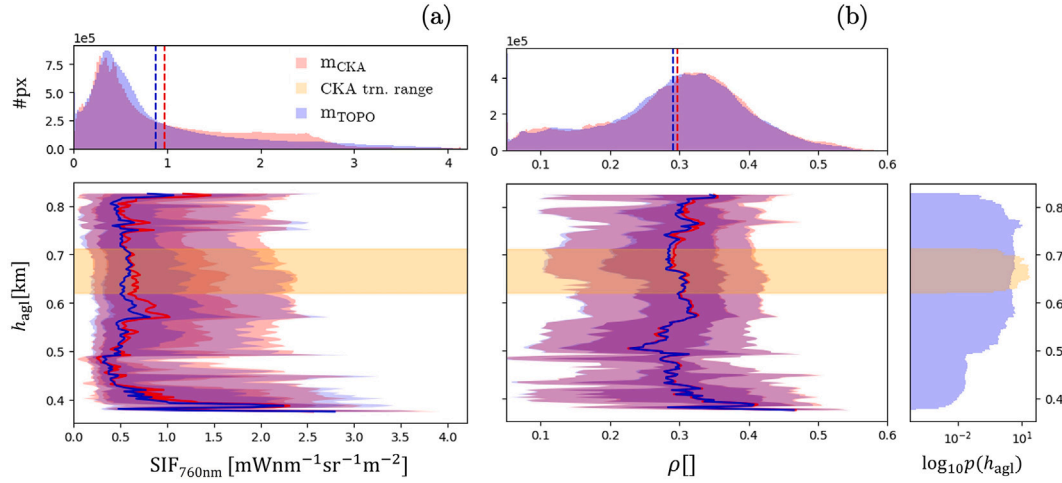 (a)
(b)
1e5
1e5
#px
7.5
5.0
2.5
0.0
m_CKA
CKA trn. range
m_TOPO
4
2
0
0 1 2 3 4
0.1 0.2 0.3 0.4 0.5 0.6
h_agl[km]
0.8
0.7
0.6
0.5
0.4
0.8
0.7
0.6
0.5
0.4
0.0 0.5 1.0 1.5 2.0 2.5 3.0 3.5 4.0
0.1 0.2 0.3 0.4 0.5 0.6
10⁻² 10¹
SIF₇₆₀ₙₘ [mWnm⁻¹sr⁻¹m⁻²]
ρ[]
log₁₀p(h_agl)